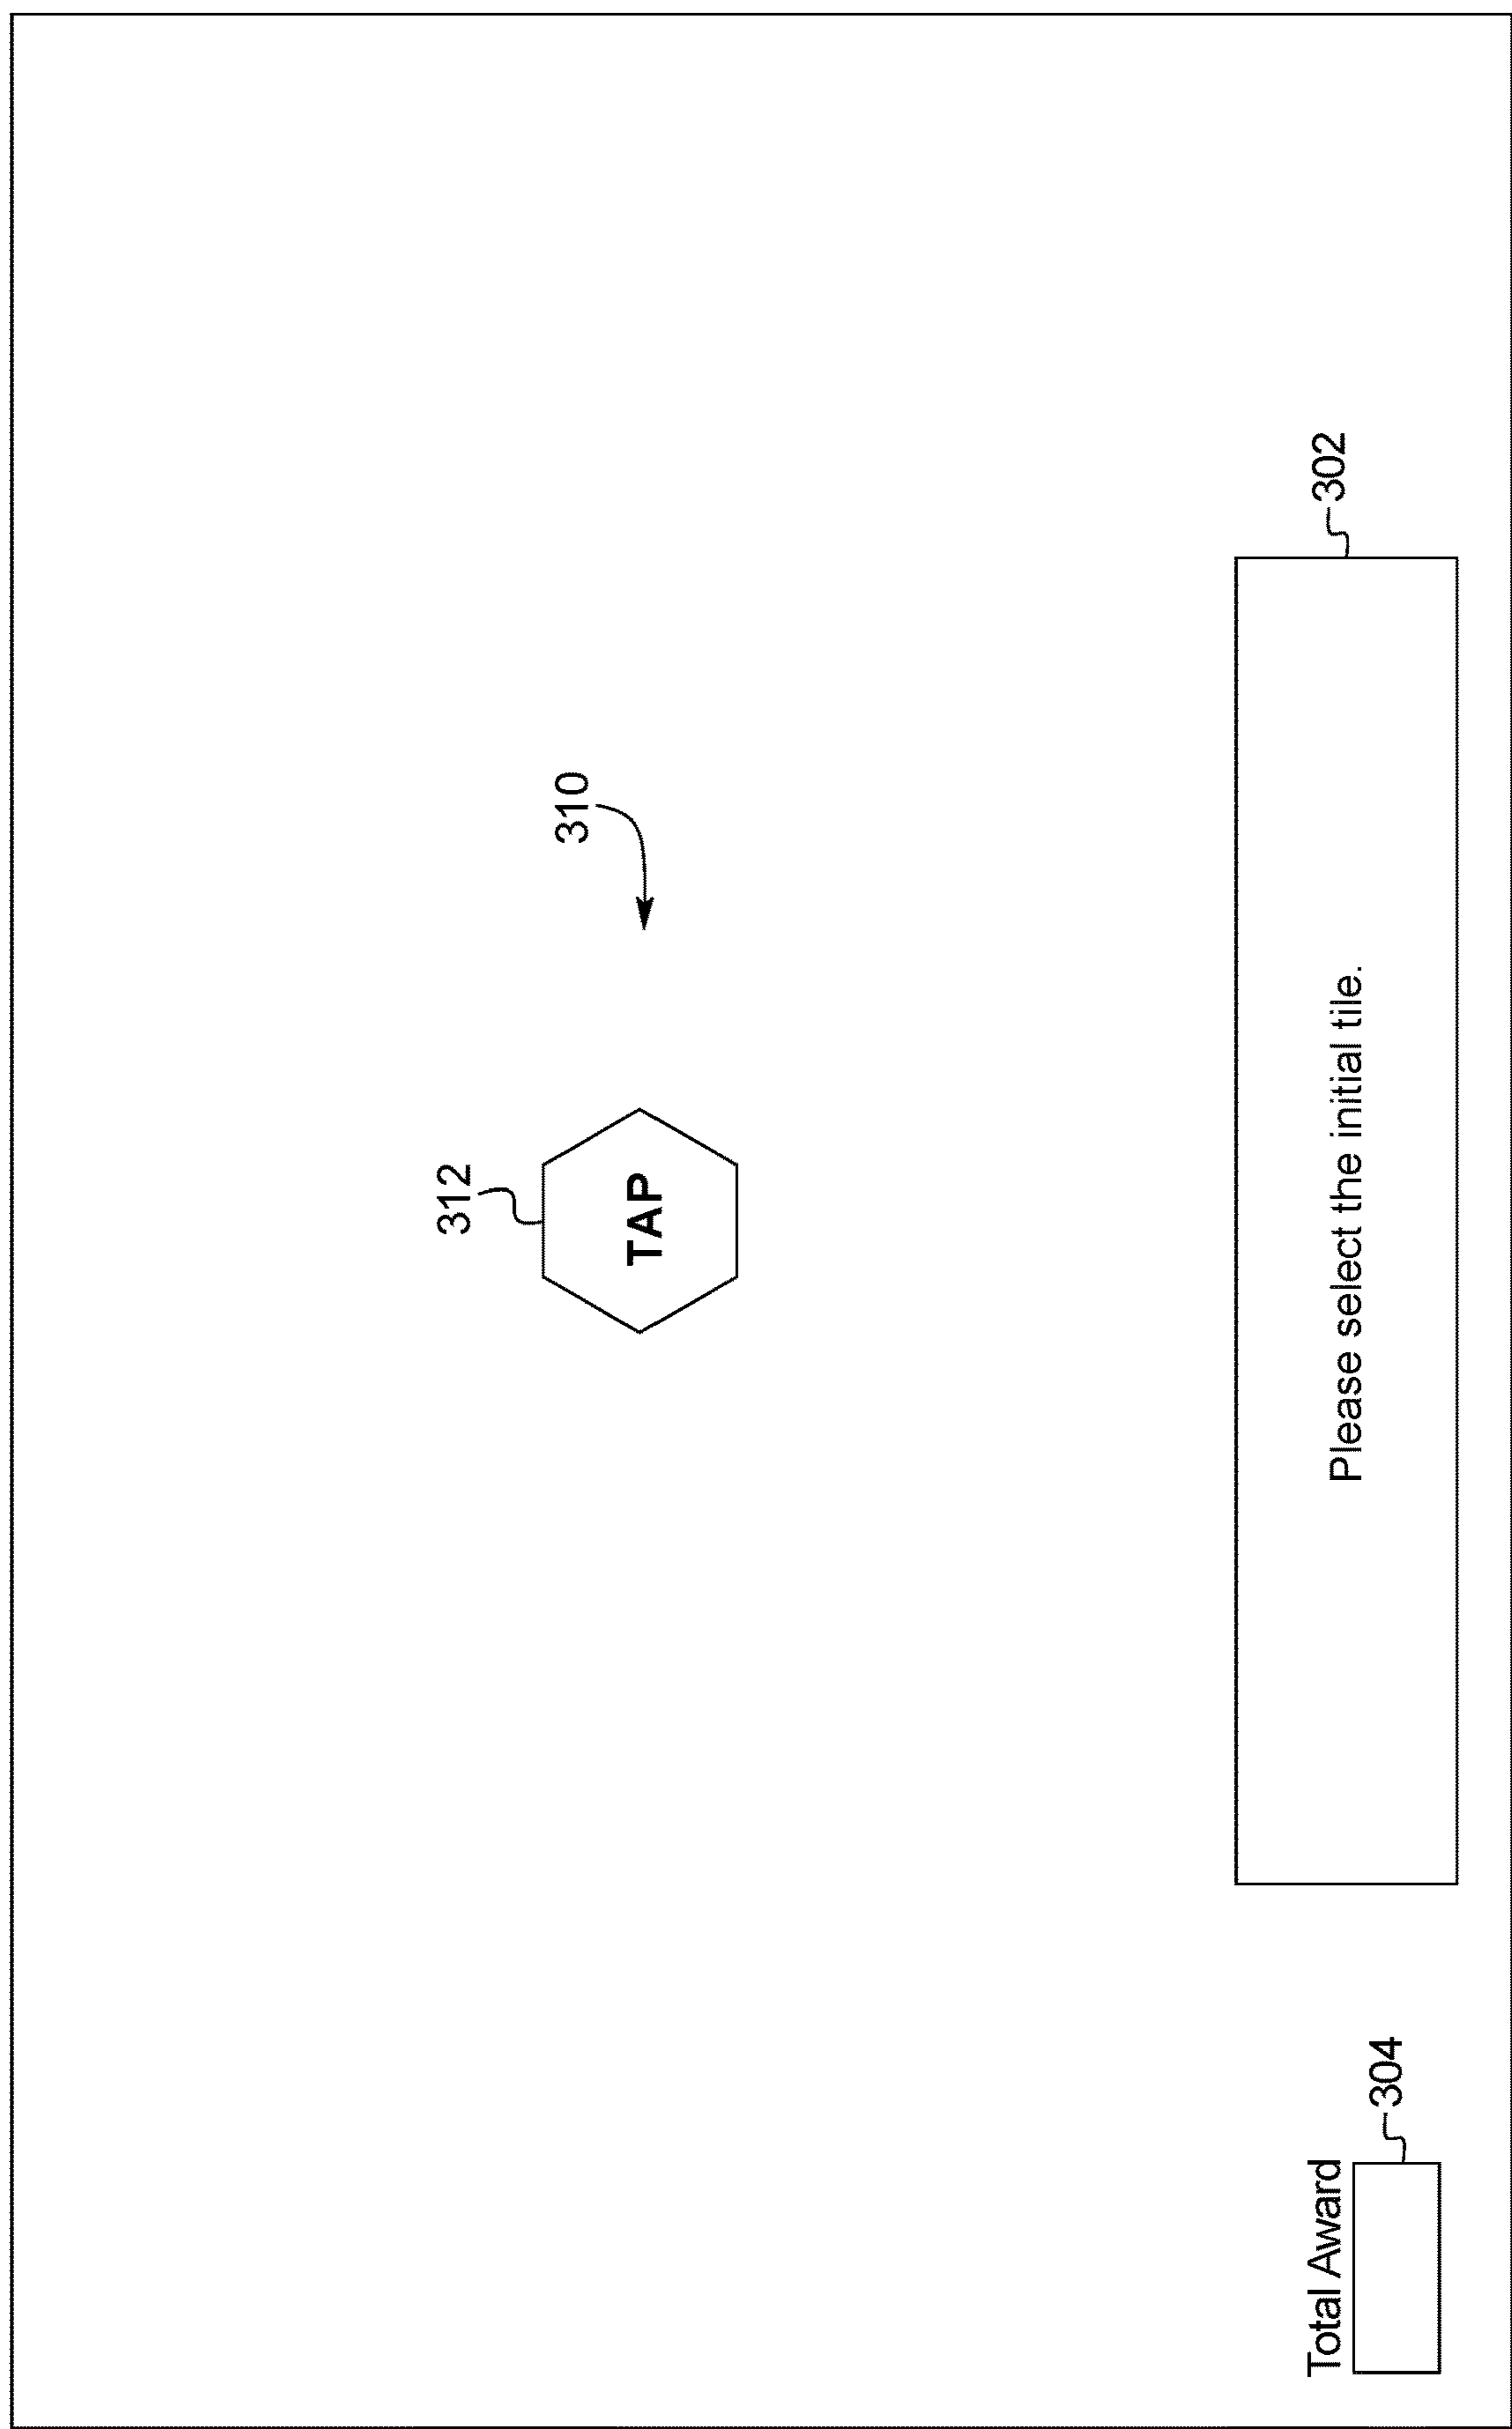 312
310
TAP
302
Please select the initial tile.
Total Award
304